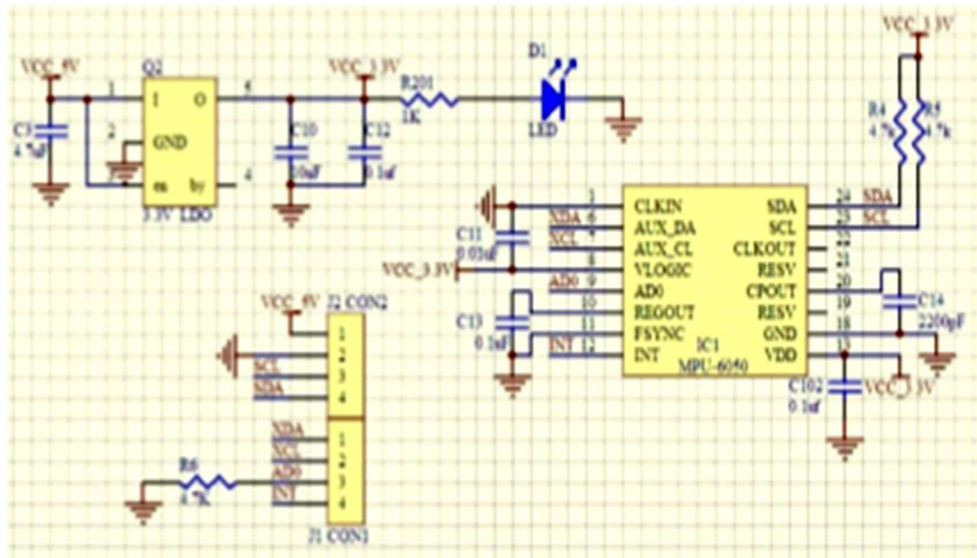 VCC_5V
Q2
1
I
O
5
C3
4.7uF
2
GND
3
en
by
4
3.3V LDO
C10
10uF
VCC_3.3V
C12
0.1uf
R201
1K
D1
LED
VCC_3.3V
R4
4.7k
R5
4.7k
CLKIN
SDA
24
SDA
XDA
6
AUX_DA
SCL
23
SCL
XCL
7
AUX_CL
CLKOUT
C11
0.01uf
VCC_3.3V
8
VLOGIC
RESV
21
AD0
9
AD0
CPOUT
20
10
REGOUT
RESV
19
C14
2200pF
C13
0.1uf
11
FSYNC
GND
18
INT
12
INT
VDD
13
IC1
MPU-6050
C102
0.1uf
VCC_3.3V
VCC_5V
J2 CON2
1
2
SCL
3
SDA
4
XDA
1
XCL
2
R6
4.7K
AD0
3
INT
4
J1 CON1